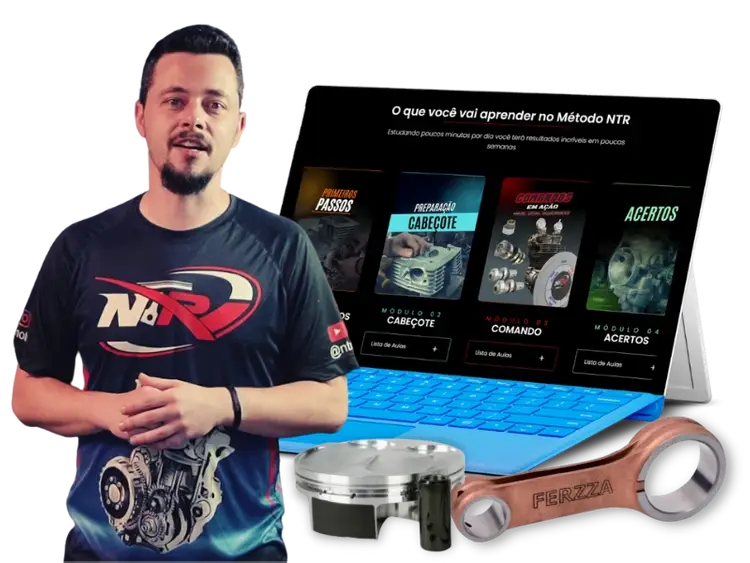 O que você vai aprender no Método NTR
Estudando poucos minutos por dia você terá resultados incríveis em poucas
semanas
PRIMEIROS
PASSOS
PREPARAÇÃO
CABEÇOTE
COMANDOS
EM AÇÃO
ACERTOS
MÓDULO 02
CABEÇOTE
MÓDULO 03
COMANDO
MÓDULO 04
ACERTOS
Lista de Aulas +
Lista de Aulas +
Lista de Aulas +
NTR
FERZZA